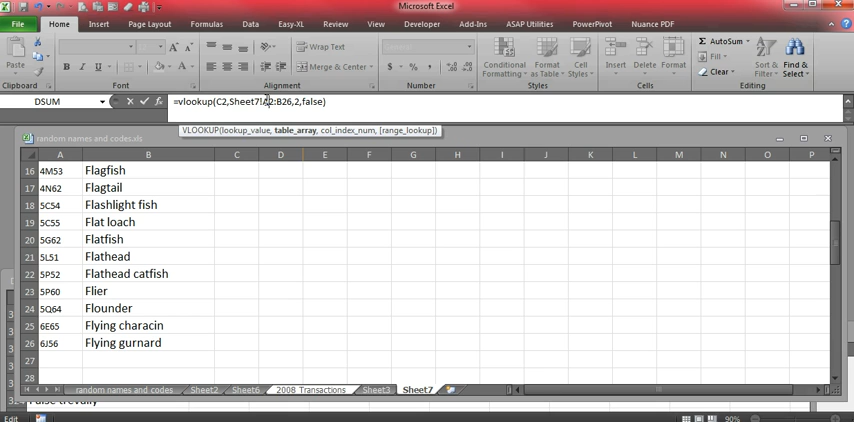 Microsoft Excel
File Home Insert Page Layout Formulas Data Easy-XL Review View Developer Add-Ins ASAP Utilities PowerPivot Nuance PDF
Paste
Wrap Text
Merge & Center
Conditional Formatting
Format as Table
Cell Styles
Insert Delete Format
AutoSum
Fill
Clear
Sort & Filter
Find & Select
Clipboard Font Alignment Number Styles Cells Editing
DSUM =vlookup(C2,Sheet7!A2:B26,2,false)
VLOOKUP(lookup_value, table_array, col_index_num, [range_lookup])
random names and codes.xls
A B C D E F G H I J K L M N O P
16 4M53 Flagfish
17 4N62 Flagtail
18 5C54 Flashlight fish
19 5C55 Flat loach
20 5G62 Flatfish
21 5L51 Flathead
22 5P52 Flathead catfish
23 5P60 Flier
24 5Q64 Flounder
25 6E65 Flying characin
26 6J56 Flying gurnard
27
28
random names and codes Sheet2 Sheet6 2008 Transactions Sheet3 Sheet7
False trevally
Edit 90%